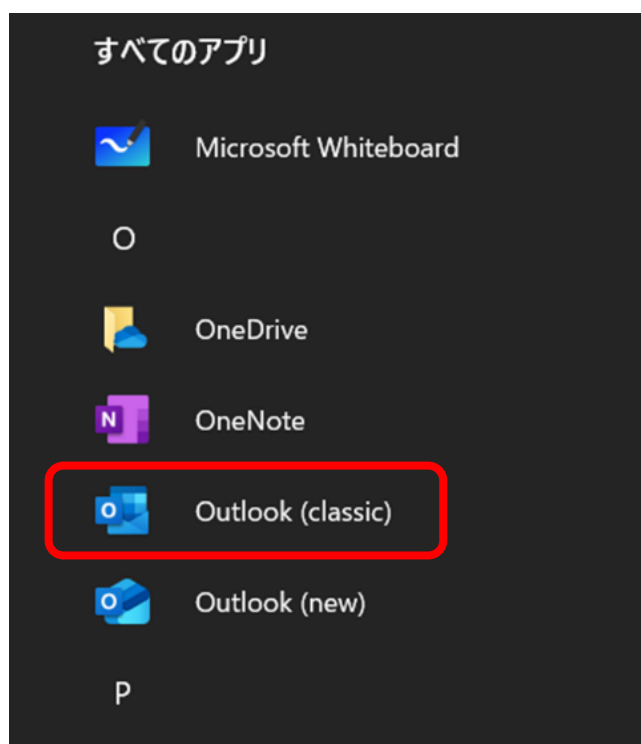 すべてのアプリ
Microsoft Whiteboard
O
OneDrive
N
OneNote
O
Outlook (classic)
O
Outlook (new)
P